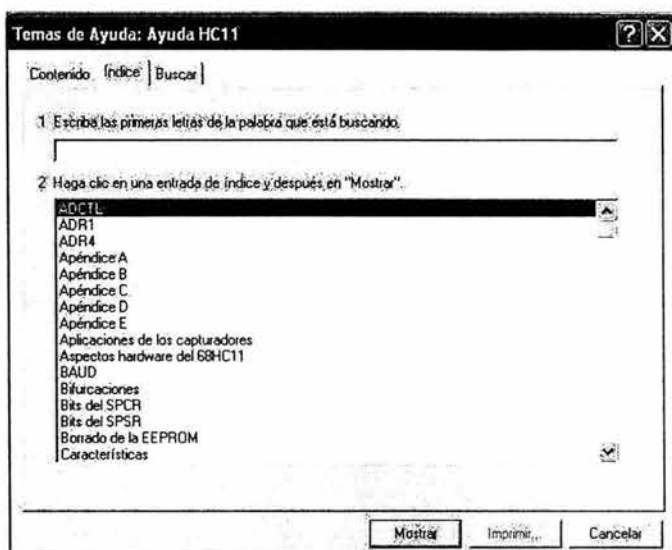 Temas de Ayuda: Ayuda HC11
Contenido Índice Buscar
1 Escriba las primeras letras de la palabra que está buscando.
2 Haga clic en una entrada de índice y después en "Mostrar".
ADCTL
ADR1
ADR4
Apéndice A
Apéndice B
Apéndice C
Apéndice D
Apéndice E
Aplicaciones de los capturadores
Aspectos hardware del 68HC11
BAUD
Bifurcaciones
Bits del SPCR
Bits del SPSR
Borrado de la EEPROM
Características
Mostrar Imprimir... Cancelar